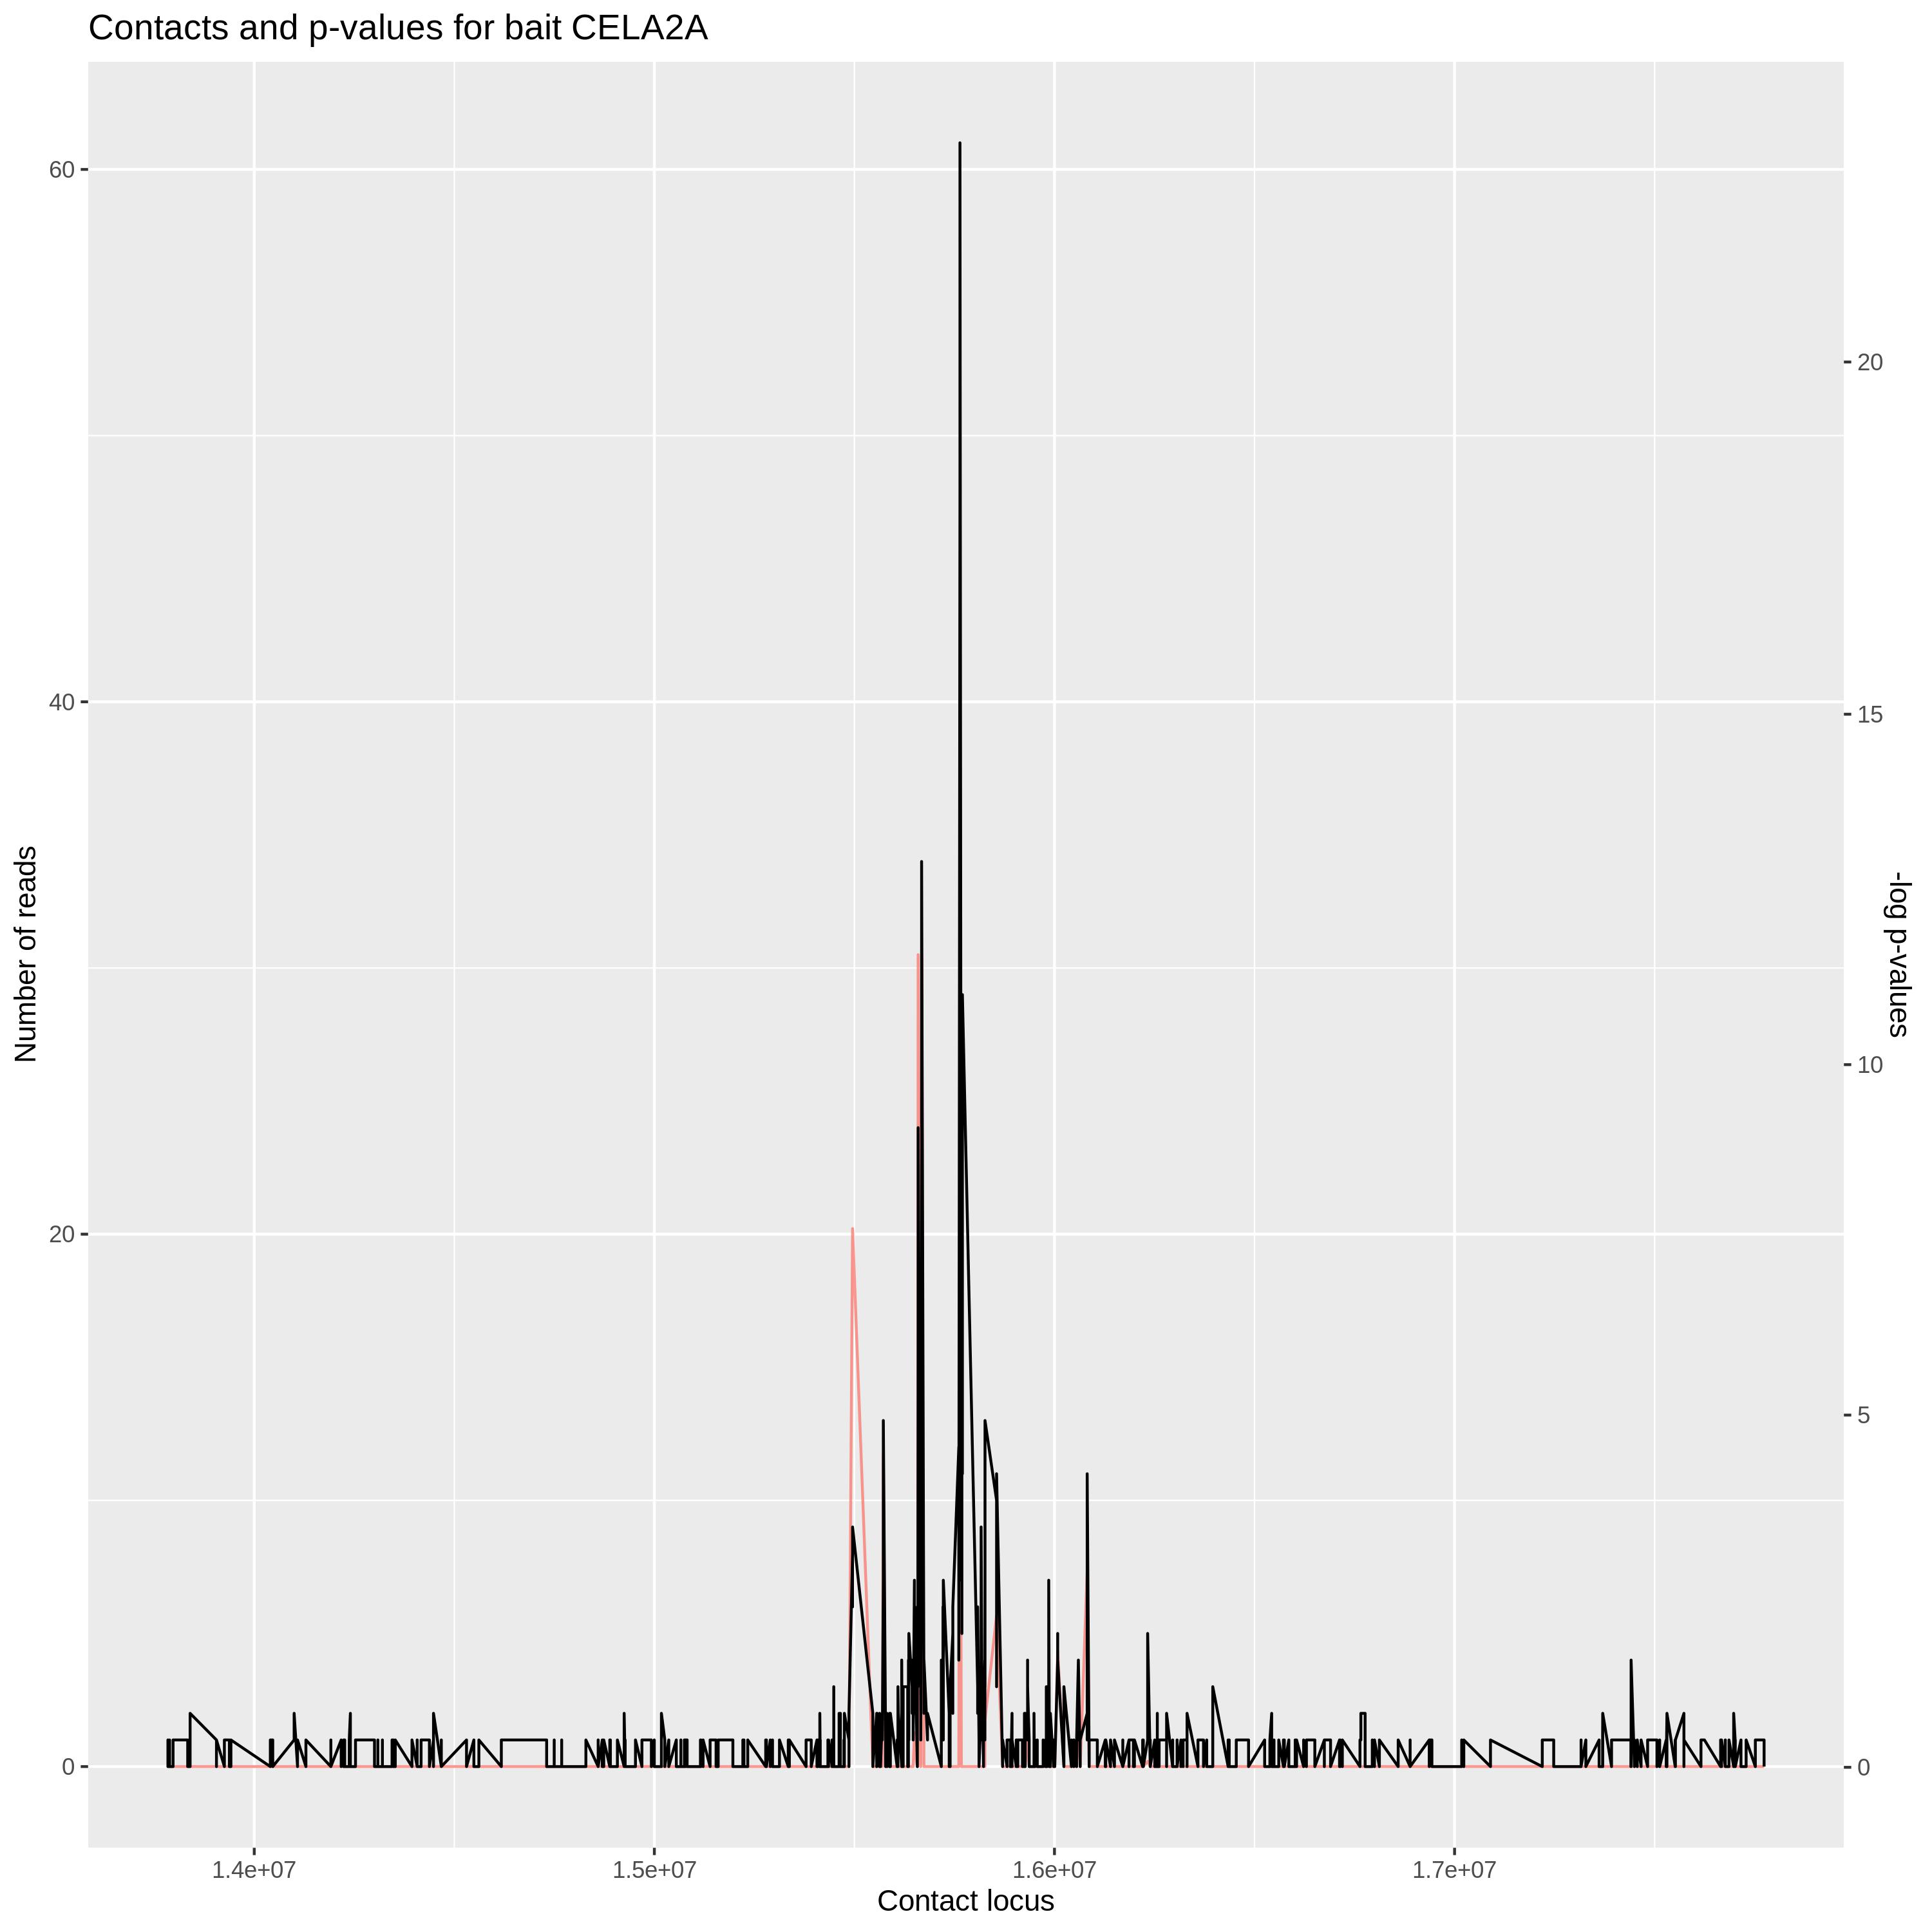 Contacts and p-values for bait CELA2A
60
40
20
0
Number of reads
20
15
10
5
0
-log p-values
1.4e+07
1.5e+07
1.6e+07
1.7e+07
Contact locus